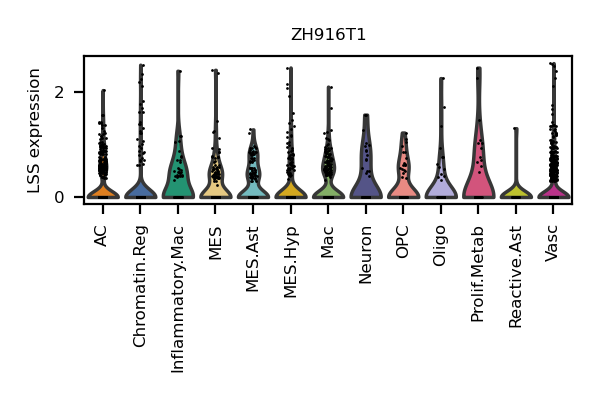 ZH916T1
LSS expression
2
0
AC
Chromatin.Reg
Inflammatory.Mac
MES
MES.Ast
MES.Hyp
Mac
Neuron
OPC
Oligo
Prolif.Metab
Reactive.Ast
Vasc